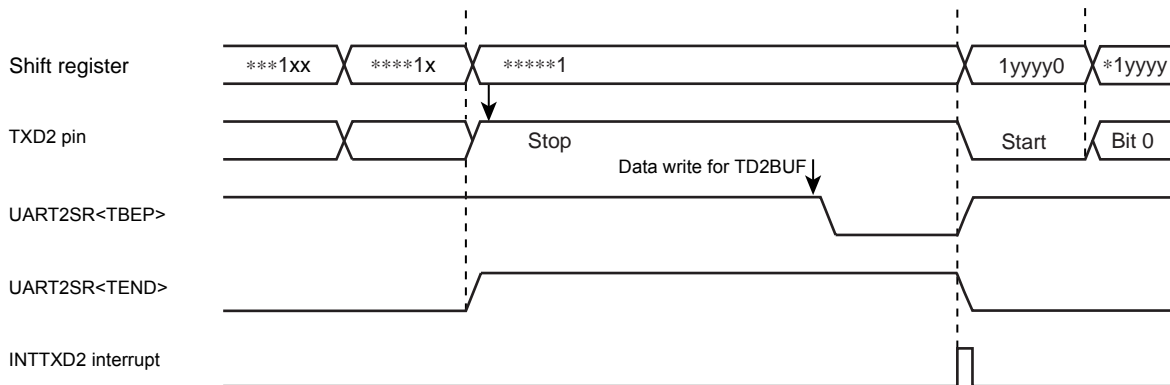 Shift register ***1xx ****1x *****1 1yyyy0 *1yyyy
TXD2 pin Stop Start Bit 0
Data write for TD2BUF
UART2SR<TBEP>
UART2SR<TEND>
INTTXD2 interrupt